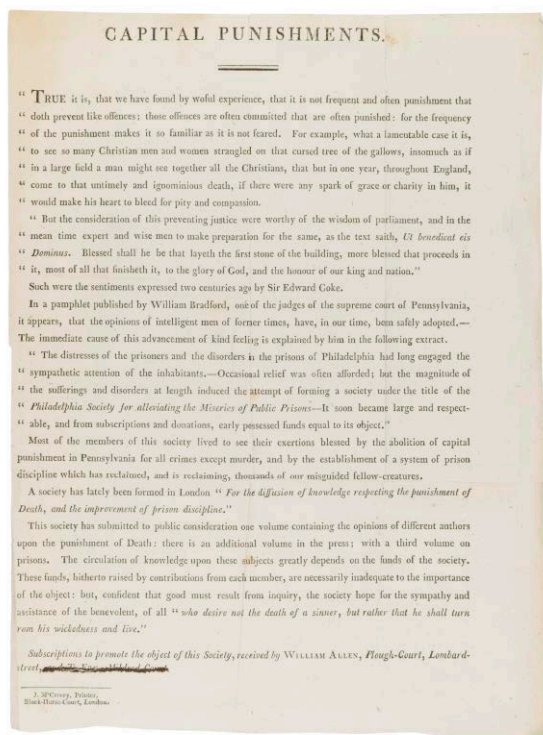 CAPITAL PUNISHMENTS.
“ TRUE it is, that we have found by woful experience, that it is not frequent and often punishment that
“ doth prevent like offences; those offences are often committed that are often punished: for the frequency
“ of the punishment makes it so familiar as it is not feared. For example, what a lamentable case it is,
“ to see so many Christian men and women strangled on that cursed tree of the gallows, insomuch as if
“ in a large field a man might see together all the Christians, that but in one year, throughout England,
“ come to that untimely and ignominious death, if there were any spark of grace or charity in him, it
“ would make his heart to bleed for pity and compassion.
“ But the consideration of this preventing justice were worthy of the wisdom of parliament, and in the
“ mean time expert and wise men to make preparation for the same, as the text saith, Ut benedicat eis
“ Dominus. Blessed shall he be that layeth the first stone of the building, more blessed that proceeds in
“ it, most of all that finisheth it, to the glory of God, and the honour of our king and nation.”
Such were the sentiments expressed two centuries ago by Sir Edward Coke.
In a pamphlet published by William Bradford, one of the judges of the supreme court of Pennsylvania,
it appears, that the opinions of intelligent men of former times, have, in our time, been safely adopted.—
The immediate cause of this advancement of kind feeling is explained by him in the following extract.
“ The distresses of the prisoners and the disorders in the prisons of Philadelphia had long engaged the
“ sympathetic attention of the inhabitants.—Occasional relief was often afforded; but the magnitude of
“ the sufferings and disorders at length induced the attempt of forming a society under the title of the
“ Philadelphia Society for alleviating the Miseries of Public Prisons—It soon became large and respect-
“ able, and from subscriptions and donations, early possessed funds equal to its object.”
Most of the members of this society lived to see their exertions blessed by the abolition of capital
punishment in Pennsylvania for all crimes except murder, and by the establishment of a system of prison
discipline which has reclaimed, and is reclaiming, thousands of our misguided fellow-creatures.
A society has lately been formed in London “ For the diffusion of knowledge respecting the punishment of
Death, and the improvement of prison discipline.”
This society has submitted to public consideration one volume containing the opinions of different authors
upon the punishment of Death: there is an additional volume in the press; with a third volume on
prisons. The circulation of knowledge upon these subjects greatly depends on the funds of the society.
These funds, hitherto raised by contributions from each member, are necessarily inadequate to the importance
of the object: but, confident that good must result from inquiry, the society hope for the sympathy and
assistance of the benevolent, of all “ who desire not the death of a sinner, but rather that he shall turn
rom his wickedness and live.”
Subscriptions to promote the object of this Society, received by WILLIAM ALLEN, Plough-Court, Lombard-
street,
J. McCreery, Printer,
Black-Horse-Court, London.